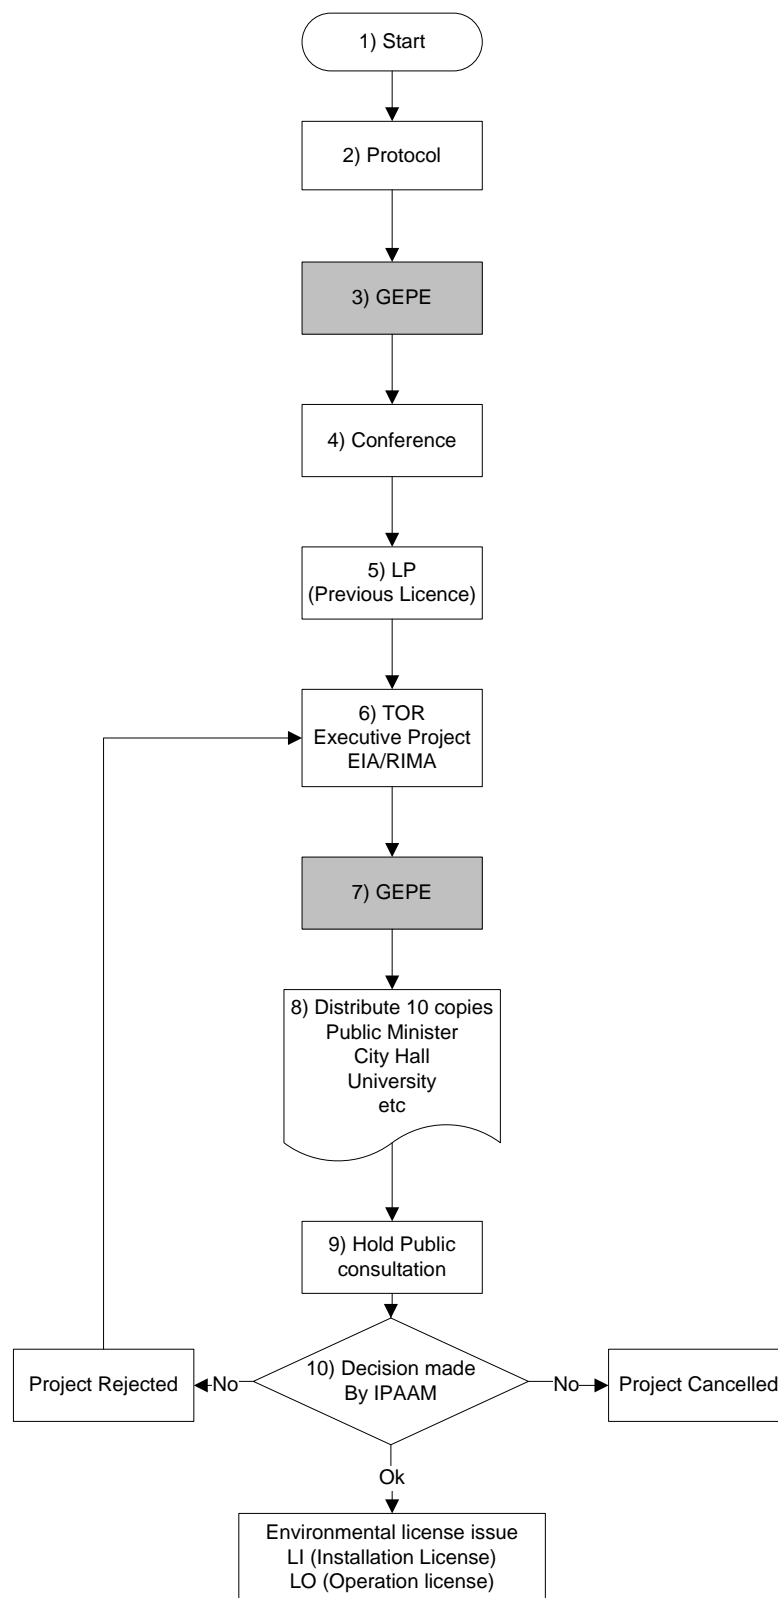 1) Start
2) Protocol
3) GEPE
4) Conference
5) LP
(Previous Licence)
6) TOR
Executive Project
EIA/RIMA
7) GEPE
8) Distribute 10 copies
Public Minister
City Hall
University
etc
9) Hold Public
consultation
10) Decision made
By IPAAM
No
Project Rejected
No
Project Cancelled
Ok
Environmental license issue
LI (Installation License)
LO (Operation license)